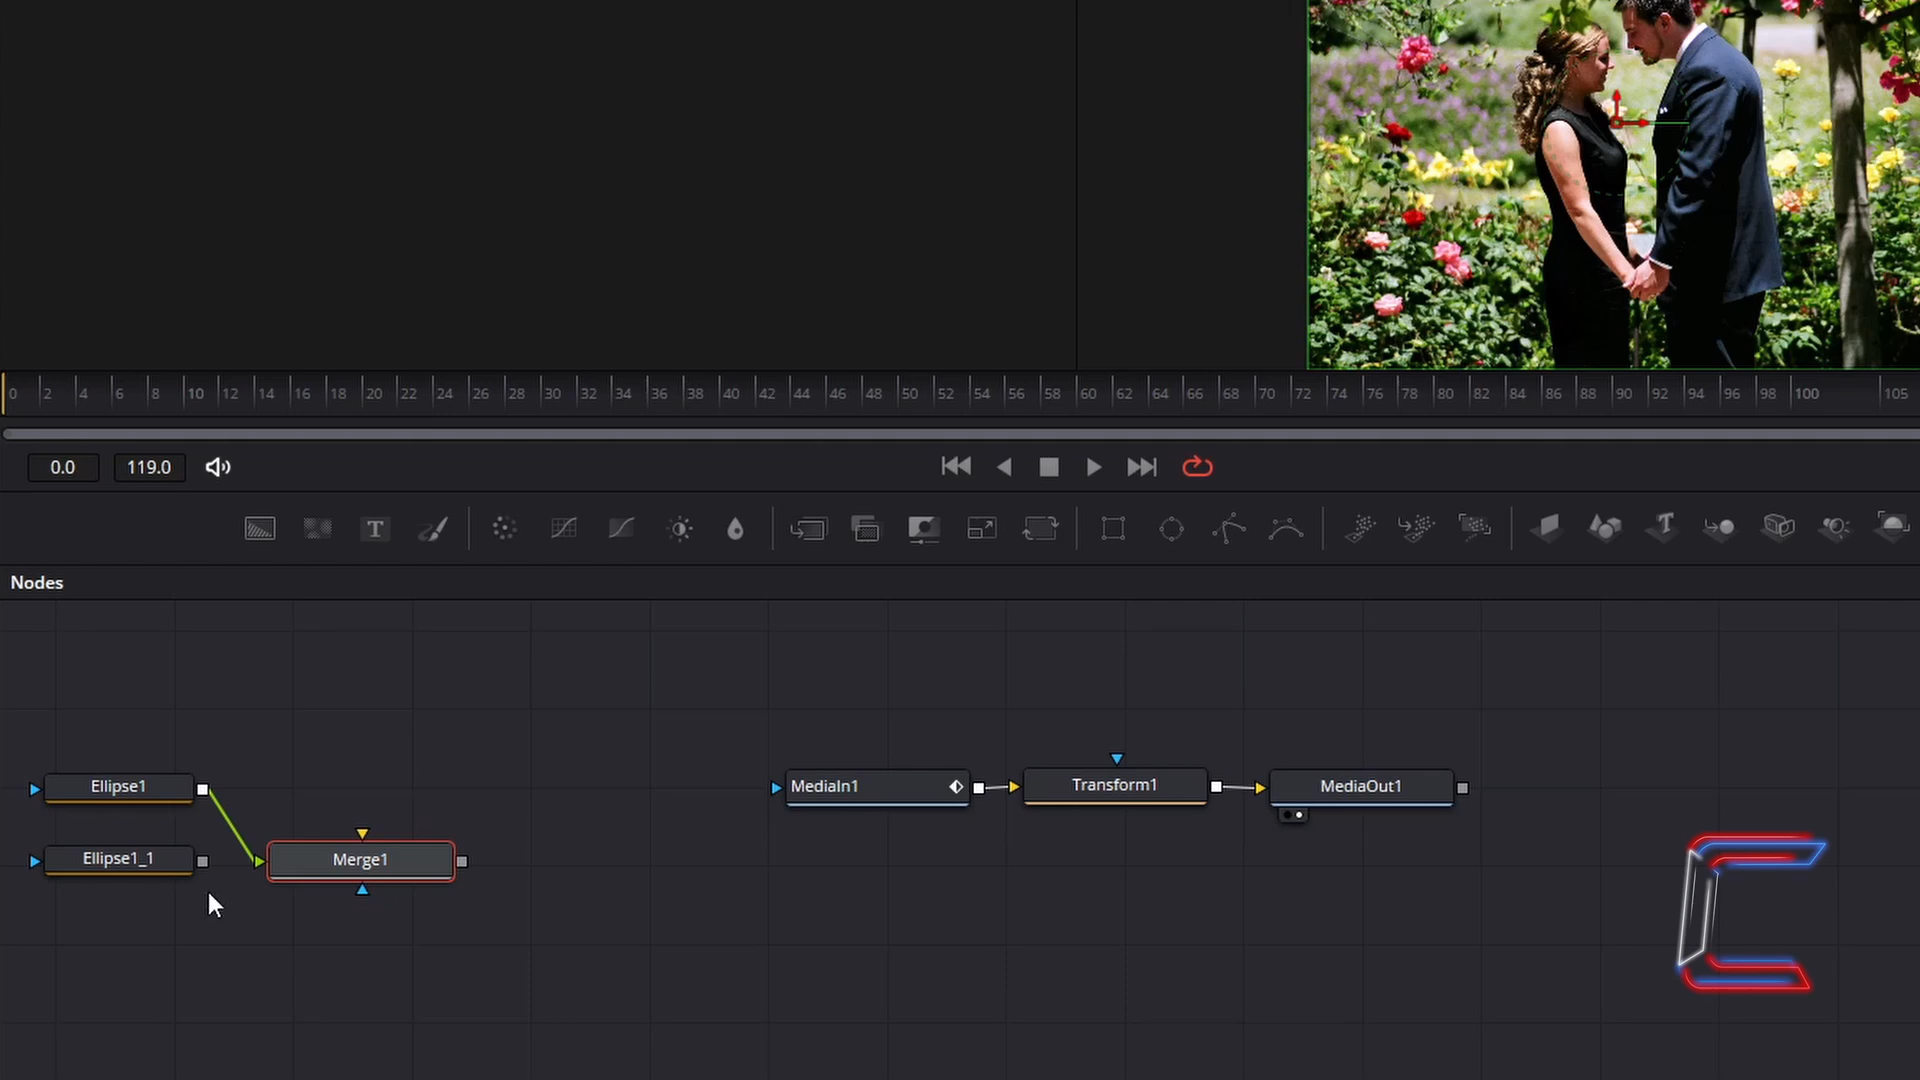 0 2 4 6 8 10 12 14 16 18 20 22 24 26 28 30 32 34 36 38 40 42 44 46 48 50 52 54 56 58 60 62 64 66 68 70 72 74 76 78 80 82 84 86 88 90 92 94 96 98 100 105
0.0 119.0
T T
Nodes
Ellipse1 MediaIn1 Transform1 MediaOut1
Ellipse1_1 Merge1
C